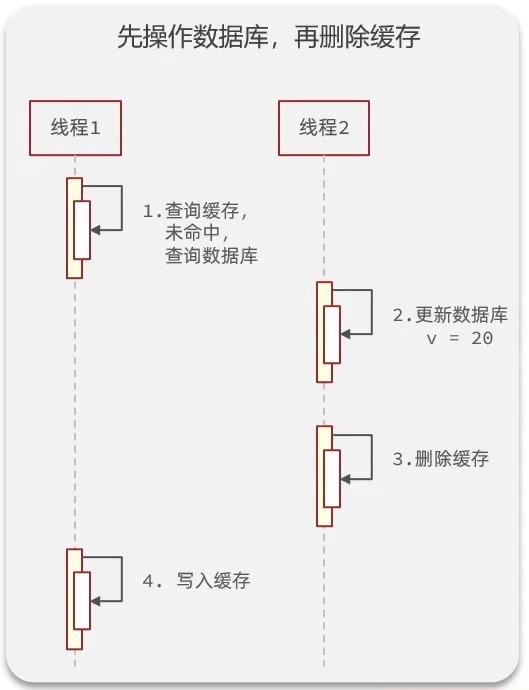 先操作数据库，再删除缓存
线程1
线程2
1.查询缓存，
未命中，
查询数据库
2.更新数据库
v = 20
3.删除缓存
4. 写入缓存